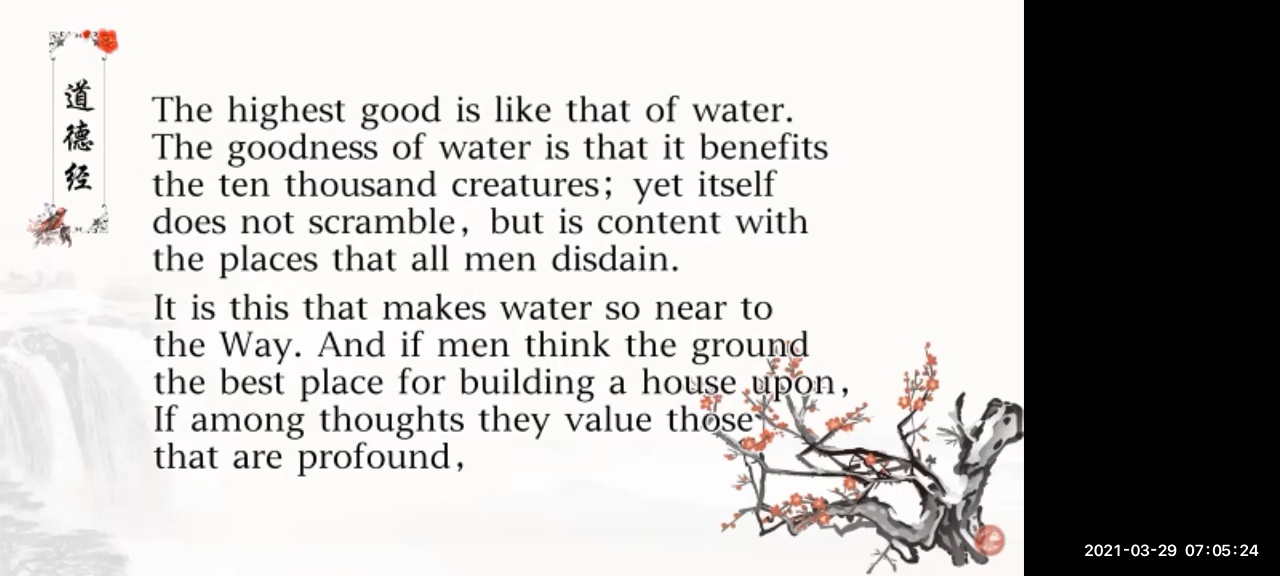 道德经
The highest good is like that of water.
The goodness of water is that it benefits
the ten thousand creatures; yet itself
does not scramble, but is content with
the places that all men disdain.
It is this that makes water so near to
the Way. And if men think the ground
the best place for building a house upon,
If among thoughts they value those
that are profound,
2021-03-29 07:05:24